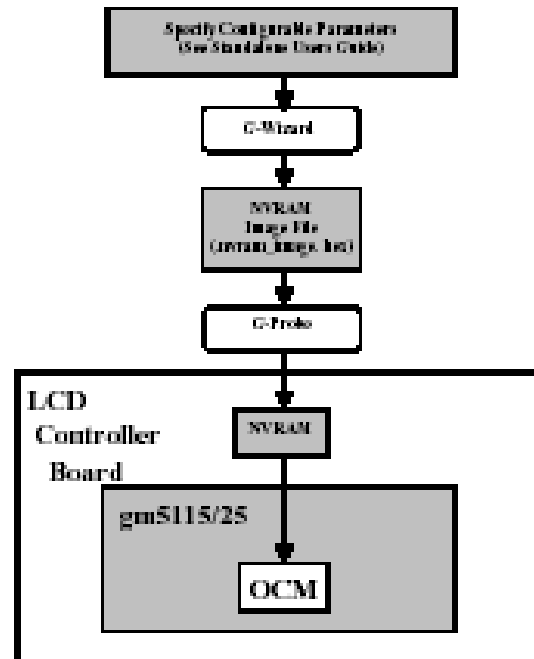 Specify Configurable Parameters
(See Standalone Users Guide)
G-Wizard
NVRAM
Image File
(nvram_image. hex)
G-Probe
LCD
Controller
Board
NVRAM
gm5115/25
OCM